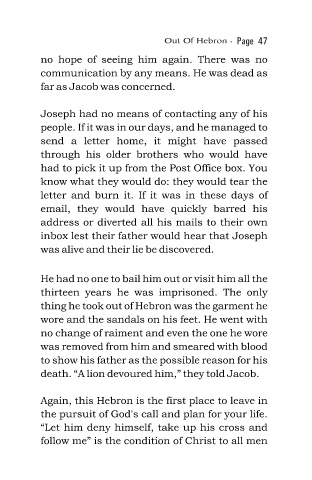 Out Of Hebron - Page 47
no hope of seeing him again. There was no
communication by any means. He was dead as
far as Jacob was concerned.
Joseph had no means of contacting any of his
people. If it was in our days, and he managed to
send a letter home, it might have passed
through his older brothers who would have
had to pick it up from the Post Office box. You
know what they would do: they would tear the
letter and burn it. If it was in these days of
email, they would have quickly barred his
address or diverted all his mails to their own
inbox lest their father would hear that Joseph
was alive and their lie be discovered.
He had no one to bail him out or visit him all the
thirteen years he was imprisoned. The only
thing he took out of Hebron was the garment he
wore and the sandals on his feet. He went with
no change of raiment and even the one he wore
was removed from him and smeared with blood
to show his father as the possible reason for his
death. “A lion devoured him,” they told Jacob.
Again, this Hebron is the first place to leave in
the pursuit of God's call and plan for your life.
“Let him deny himself, take up his cross and
follow me” is the condition of Christ to all men